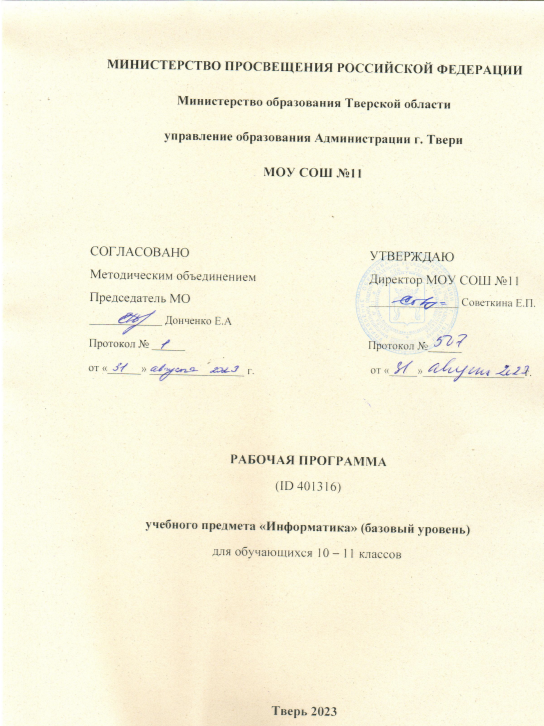 МИНИСТЕРСТВО ПРОСВЕЩЕНИЯ РОССИЙСКОЙ ФЕДЕРАЦИИ
Министерство образования Тверской области
управление образования Администрации г. Твери
МОУ СОШ №11
СОГЛАСОВАНО
Методическим объединением
Председатель МО
Донченко Е.А
Протокол № 1
от «31» августа 2023 г.
УТВЕРЖДАЮ
Директор МОУ СОШ №11
Советкина Е.П.
Протокол № 507
от «31» августа 2023.
РАБОЧАЯ ПРОГРАММА
(ID 401316)
учебного предмета «Информатика» (базовый уровень)
для обучающихся 10 – 11 классов
Тверь 2023